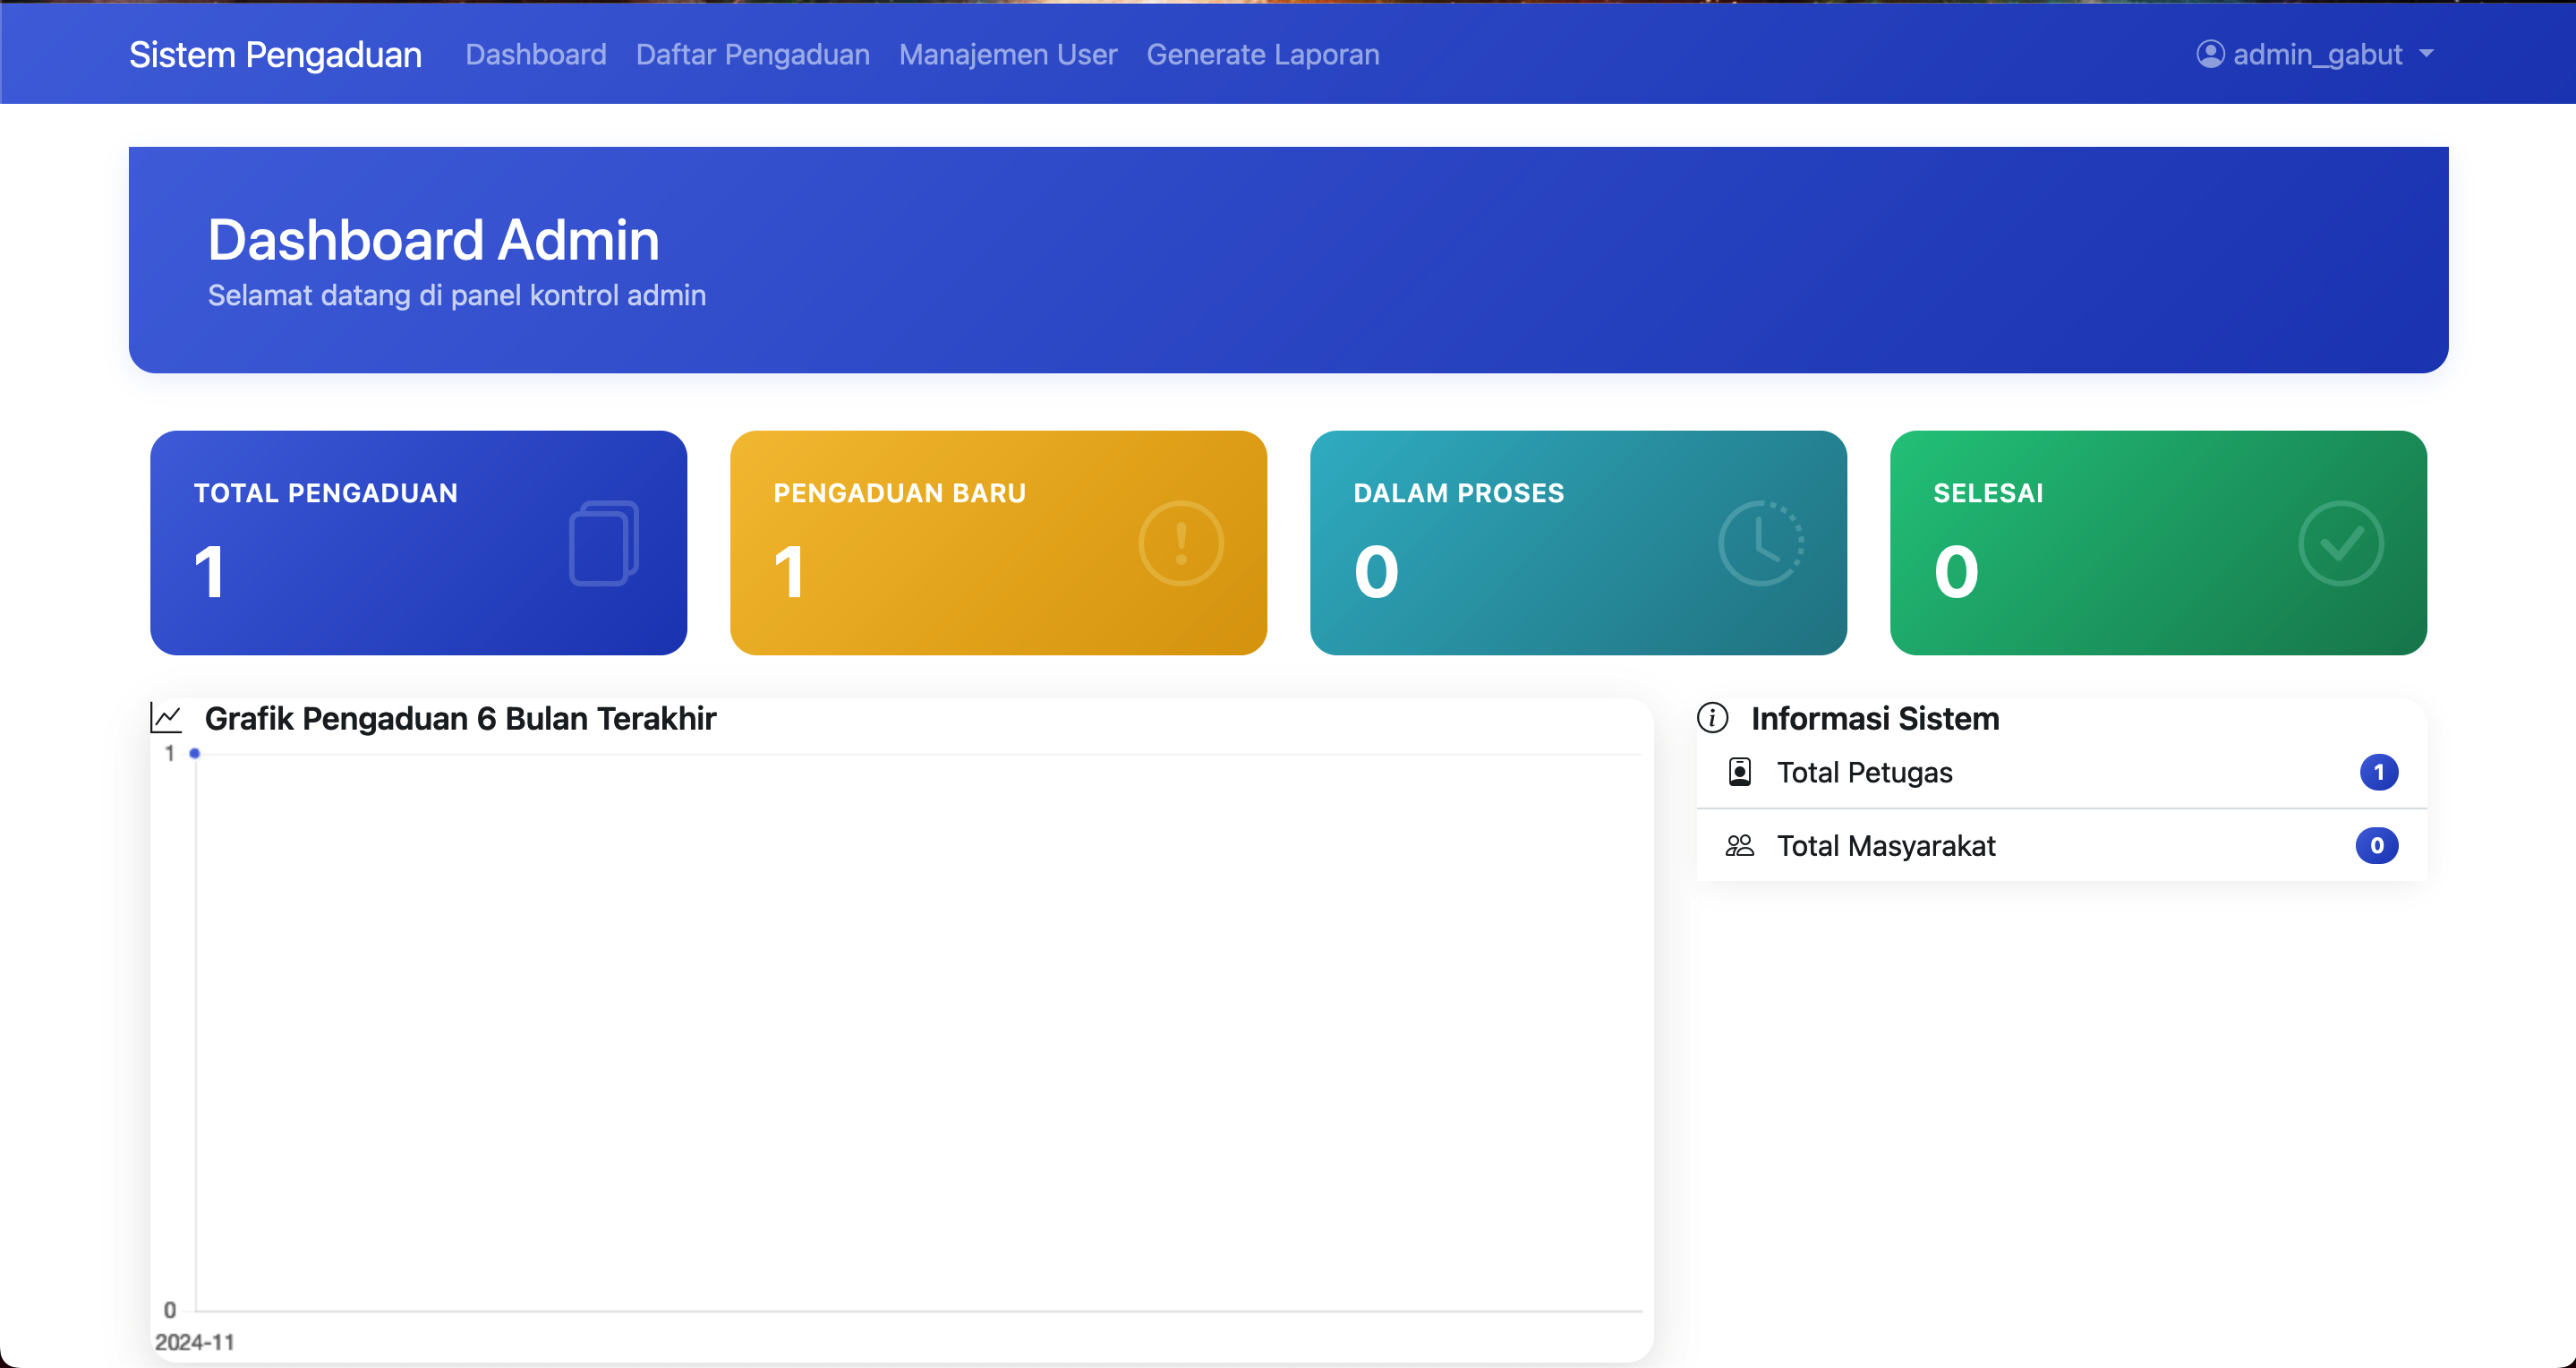 Sistem Pengaduan Dashboard Daftar Pengaduan Manajemen User Generate Laporan admin_gabut
Dashboard Admin
Selamat datang di panel kontrol admin
TOTAL PENGADUAN
1
PENGADUAN BARU
1
DALAM PROSES
0
SELESAI
0
Grafik Pengaduan 6 Bulan Terakhir
1
0
2024-11
Informasi Sistem
Total Petugas 1
Total Masyarakat 0